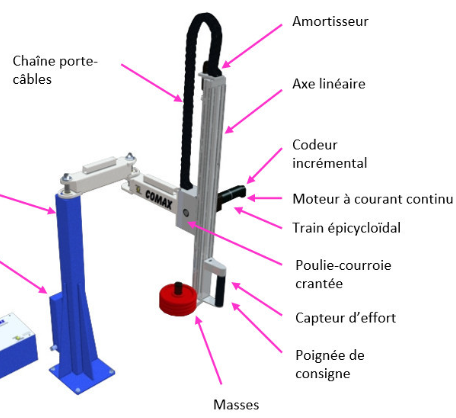 Amortisseur
Chaîne porte-
câbles
Axe linéaire
Codeur
incrémental
Moteur à courant continu
Train épicycloïdal
COMAX
Poulie-courroie
crantée
Capteur d'effort
Poignée de
consigne
Masses